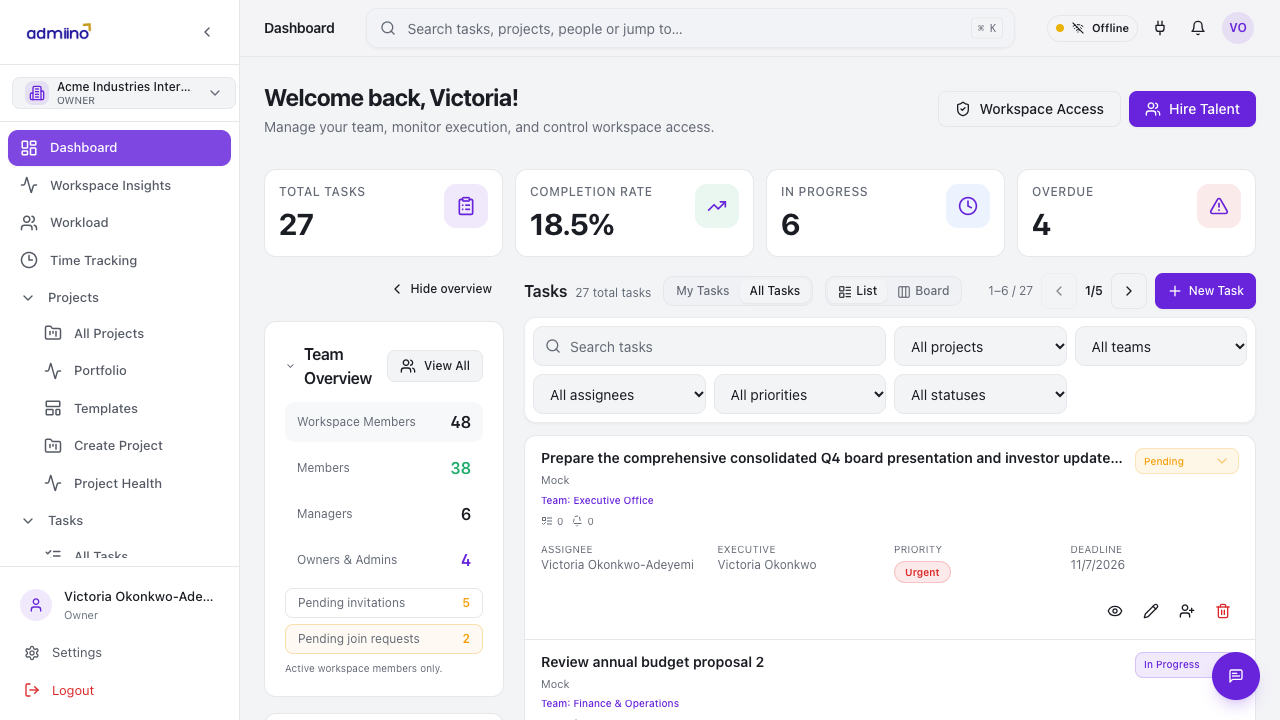 admiino
Acme Industries Inter...
OWNER
Dashboard
Workspace Insights
Workload
Time Tracking
Projects
All Projects
Portfolio
Templates
Create Project
Project Health
Tasks
All Tasks
Victoria Okonkwo-Ade...
Owner
Settings
Logout
Dashboard
Search tasks, projects, people or jump to...
⌘ K
Offline
VO
Welcome back, Victoria!
Manage your team, monitor execution, and control workspace access.
Workspace Access
Hire Talent
TOTAL TASKS
27
COMPLETION RATE
18.5%
IN PROGRESS
6
OVERDUE
4
Hide overview
Team
Overview
View All
Workspace Members 48
Members 38
Managers 6
Owners & Admins 4
Pending invitations 5
Pending join requests 2
Active workspace members only.
Tasks 27 total tasks
My Tasks All Tasks
List Board
1–6 / 27
1/5
New Task
Search tasks
All projects
All teams
All assignees
All priorities
All statuses
Prepare the comprehensive consolidated Q4 board presentation and investor update...
Pending
Mock
Team: Executive Office
0 0
ASSIGNEE
Victoria Okonkwo-Adeyemi
EXECUTIVE
Victoria Okonkwo
PRIORITY
Urgent
DEADLINE
11/7/2026
Review annual budget proposal 2
In Progress
Mock
Team: Finance & Operations